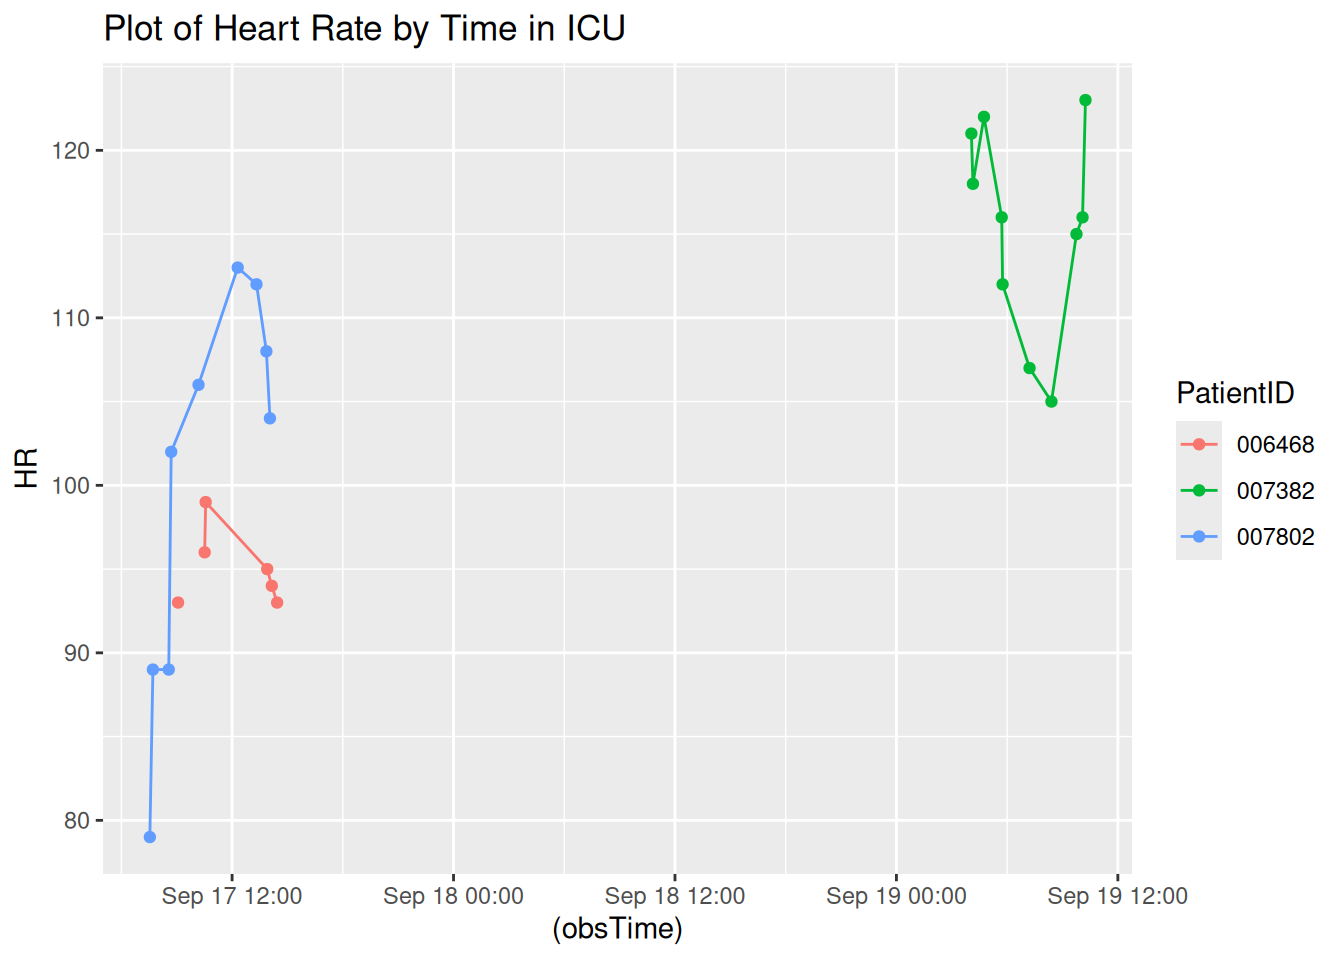 Plot of Heart Rate by Time in ICU
120
110
100
90
80
HR
Sep 17 12:00
Sep 18 00:00
Sep 18 12:00
Sep 19 00:00
Sep 19 12:00
(obsTime)
PatientID
006468
007382
007802